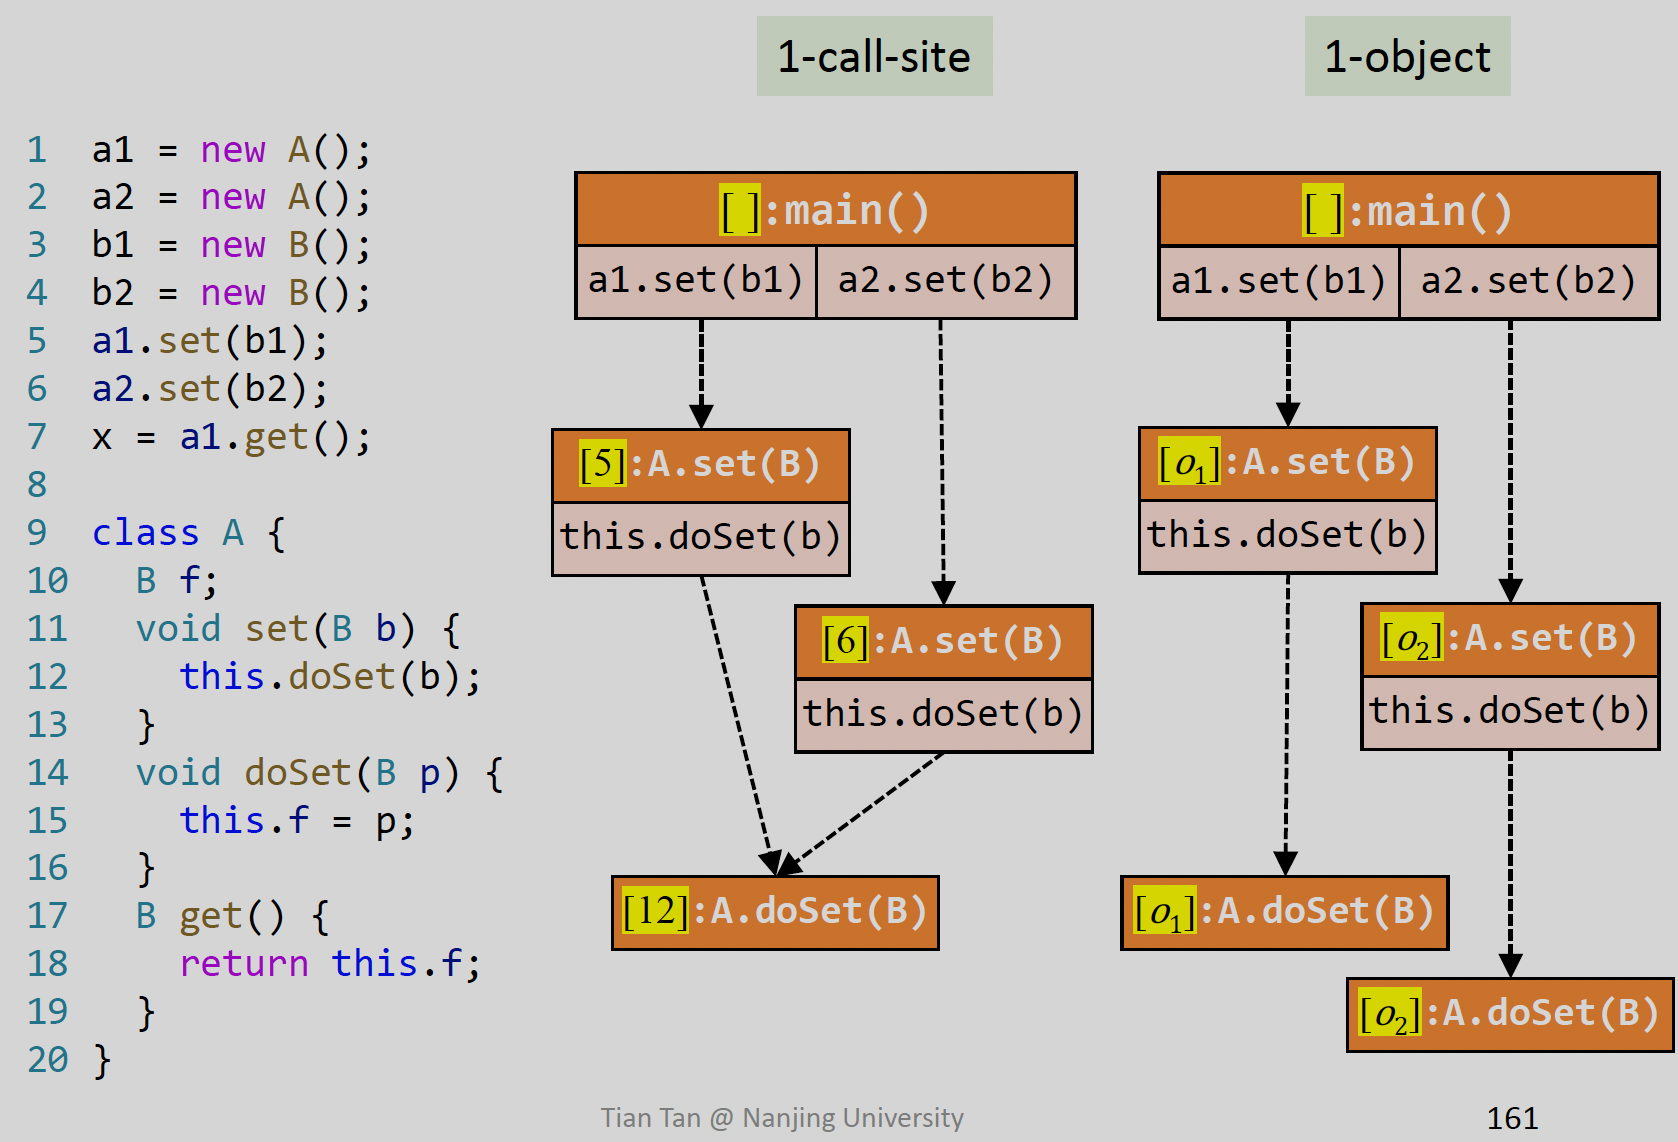 1-call-site
1-object
1 a1 = new A();
2 a2 = new A();
3 b1 = new B();
4 b2 = new B();
5 a1.set(b1);
6 a2.set(b2);
7 x = a1.get();
8
9 class A {
10 B f;
11 void set(B b) {
12 this.doSet(b);
13 }
14 void doSet(B p) {
15 this.f = p;
16 }
17 B get() {
18 return this.f;
19 }
20 }
[ ]:main()
a1.set(b1) a2.set(b2)
[5]:A.set(B)
this.doSet(b)
[6]:A.set(B)
this.doSet(b)
[12]:A.doSet(B)
[ ]:main()
a1.set(b1) a2.set(b2)
[o1]:A.set(B)
this.doSet(b)
[o2]:A.set(B)
this.doSet(b)
[o1]:A.doSet(B)
[o2]:A.doSet(B)
Tian Tan @ Nanjing University
161